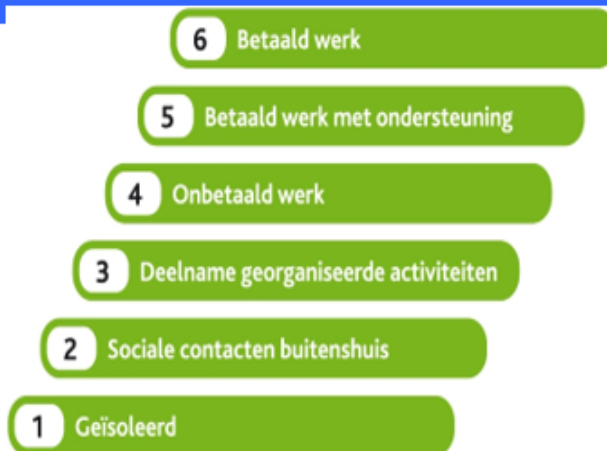 6 Betaald werk
5 Betaald werk met ondersteuning
4 Onbetaald werk
3 Deelname georganiseerde activiteiten
2 Sociale contacten buitenshuis
1 Geïsoleerd